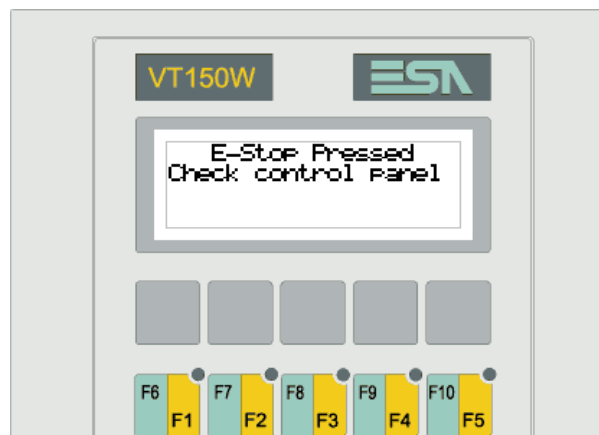 VT150W ESA
E-Stop Pressed
Check control panel
F6 F7 F8 F9 F10
F1 F2 F3 F4 F5